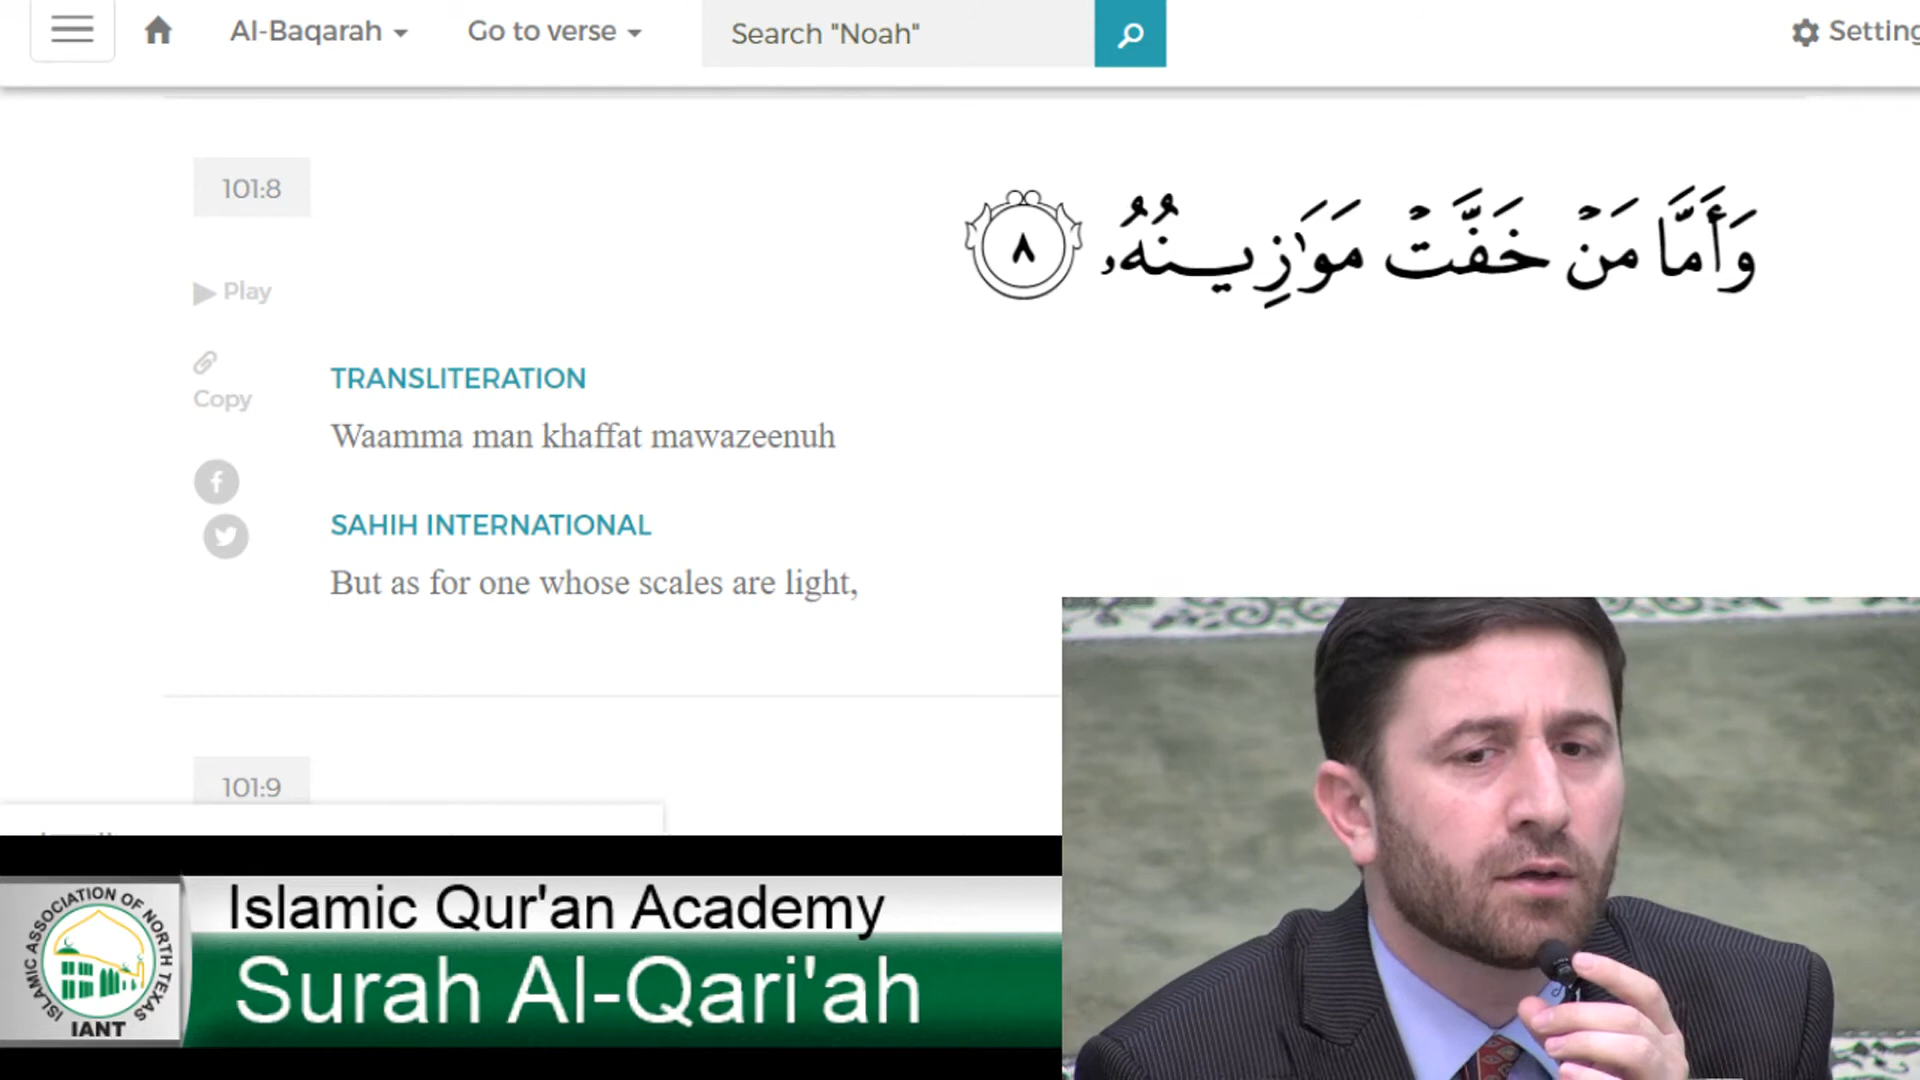 Al-Baqarah
Go to verse
Search "Noah"
Setting
101:8
وَأَمَّا مَنْ خَفَّتْ مَوَٰزِينُهُۥ ٨
Play
Copy
TRANSLITERATION
Waamma man khaffat mawazeenuh
SAHIH INTERNATIONAL
But as for one whose scales are light,
101:9
Islamic Qur'an Academy
Surah Al-Qari'ah
ISLAMIC ASSOCIATION OF NORTH TEXAS
IANT